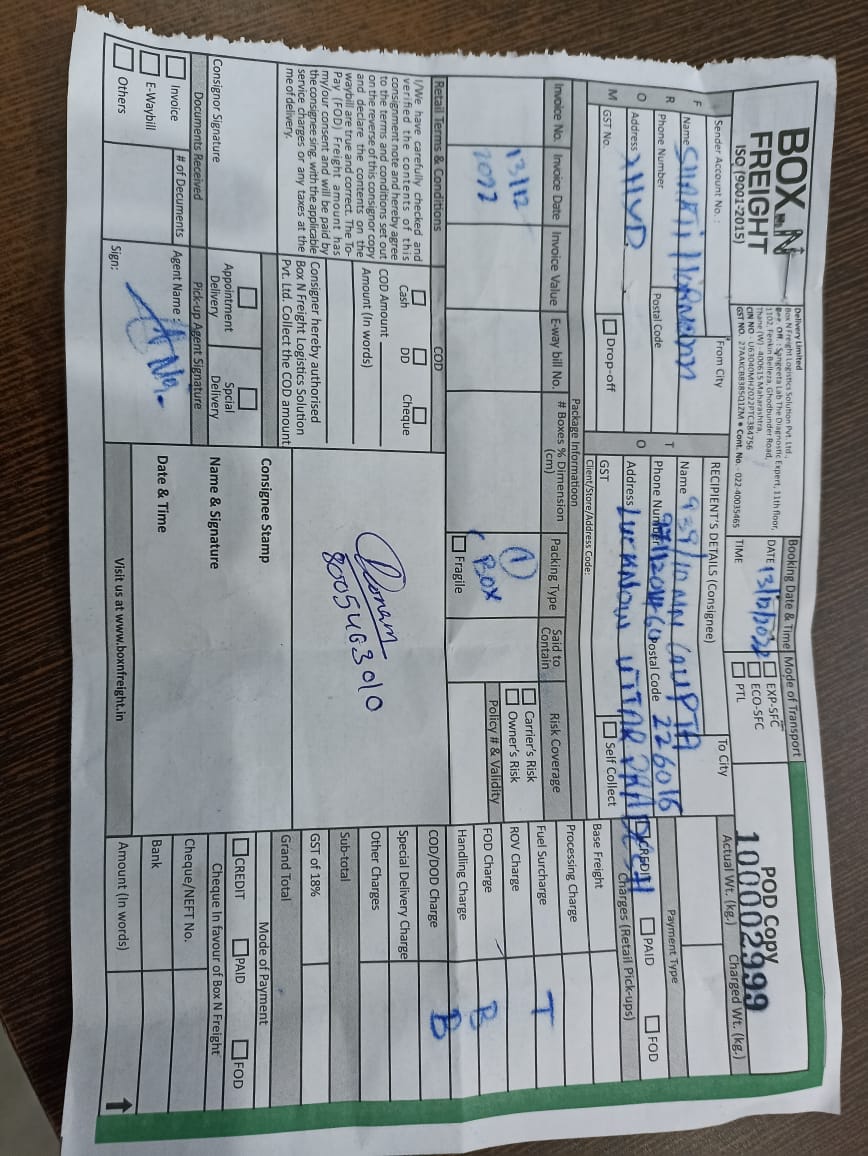 BOX N
FREIGHT
ISO (9001-2015)
Delivery Limited
Box N Freight Logistics Solution Pvt. Ltd.,
Ree. Off. : Sangeeta Lab The Diagnostic Expert, 11th floor,
1102, Fenkin Belleza, Ghodbunder Road,
Thane (W) - 400615 Maharashtra,
CIN NO - U63040MH2022PTC384756
GST NO. 27AAKCB8385Q1ZM • Cont. No. - 022-40035465
Booking Date & Time
DATE 13/12/2022
TIME
Mode of Transport
EXP-SFC
ECO-SFC
PTL
POD Copy
100002999
Actual Wt. (kg.) Charged Wt. (kg.)
FROM
Sender Account No. : From City
Name SHAKTI HORMANN
Phone Number Postal Code
Address XHYD
GST No. Drop-off
TO
RECIPIENT'S DETAILS (Consignee) To City
Name 939/10 MN GUPTA
Phone Number Postal Code 226016
Address LUCKNOW UTTAR PRADESH
GST Self Collect
Client/Store/Address Code:
Payment Type
CREDIT PAID FOD
Charges (Retail Pick-ups)
Base Freight
Processing Charge
Fuel Surcharge T
ROV Charge
FOD Charge B
Handling Charge
COD/DOD Charge B
Special Delivery Charge
Other Charges
Sub-total
GST of 18%
Grand Total
Mode of Payment
CREDIT PAID FOD
Cheque In favour of Box N Freight
Cheque/NEFT No.
Bank
Amount (In words)
Package Informatioon
Invoice No. Invoice Date Invoice Value E-way bill No. # Boxes % Dimension (cm) Packing Type Said to Contain Risk Coverage
13/12
2022
1
BOX
Fragile
Carrier's Risk
Owner's Risk
Policy # & Validity
Retail Terms & Conditions
I/We have carefully checked and
verified the contents of this
consignment note and hereby agree
to the terms and conditions set out
on the reverse of this consignor copy
and declare the contents on the
waybill are true and correct. The To-
Pay (FOD) Freight amount has
my/our consent and will be paid by
the consignee sing. with the applicable
service charges or any taxes at the
me of delivery.
Consignor Signature
COD
Cash DD Cheque
COD Amount
Amount (In words)
Consigner hereby authorised
Box N Freight Logistics Solution
Pvt. Ltd. Collect the COD amount
Appointment Delivery
Spcial Delivery
8005463010
Consignee Stamp
Name & Signature
Date & Time
Visit us at www.boxnfreight.in
Documents Received
Invoice
E-Waybill
Others
# of Documents
Pick-up Agent Signature
Agent Name :
Sign: